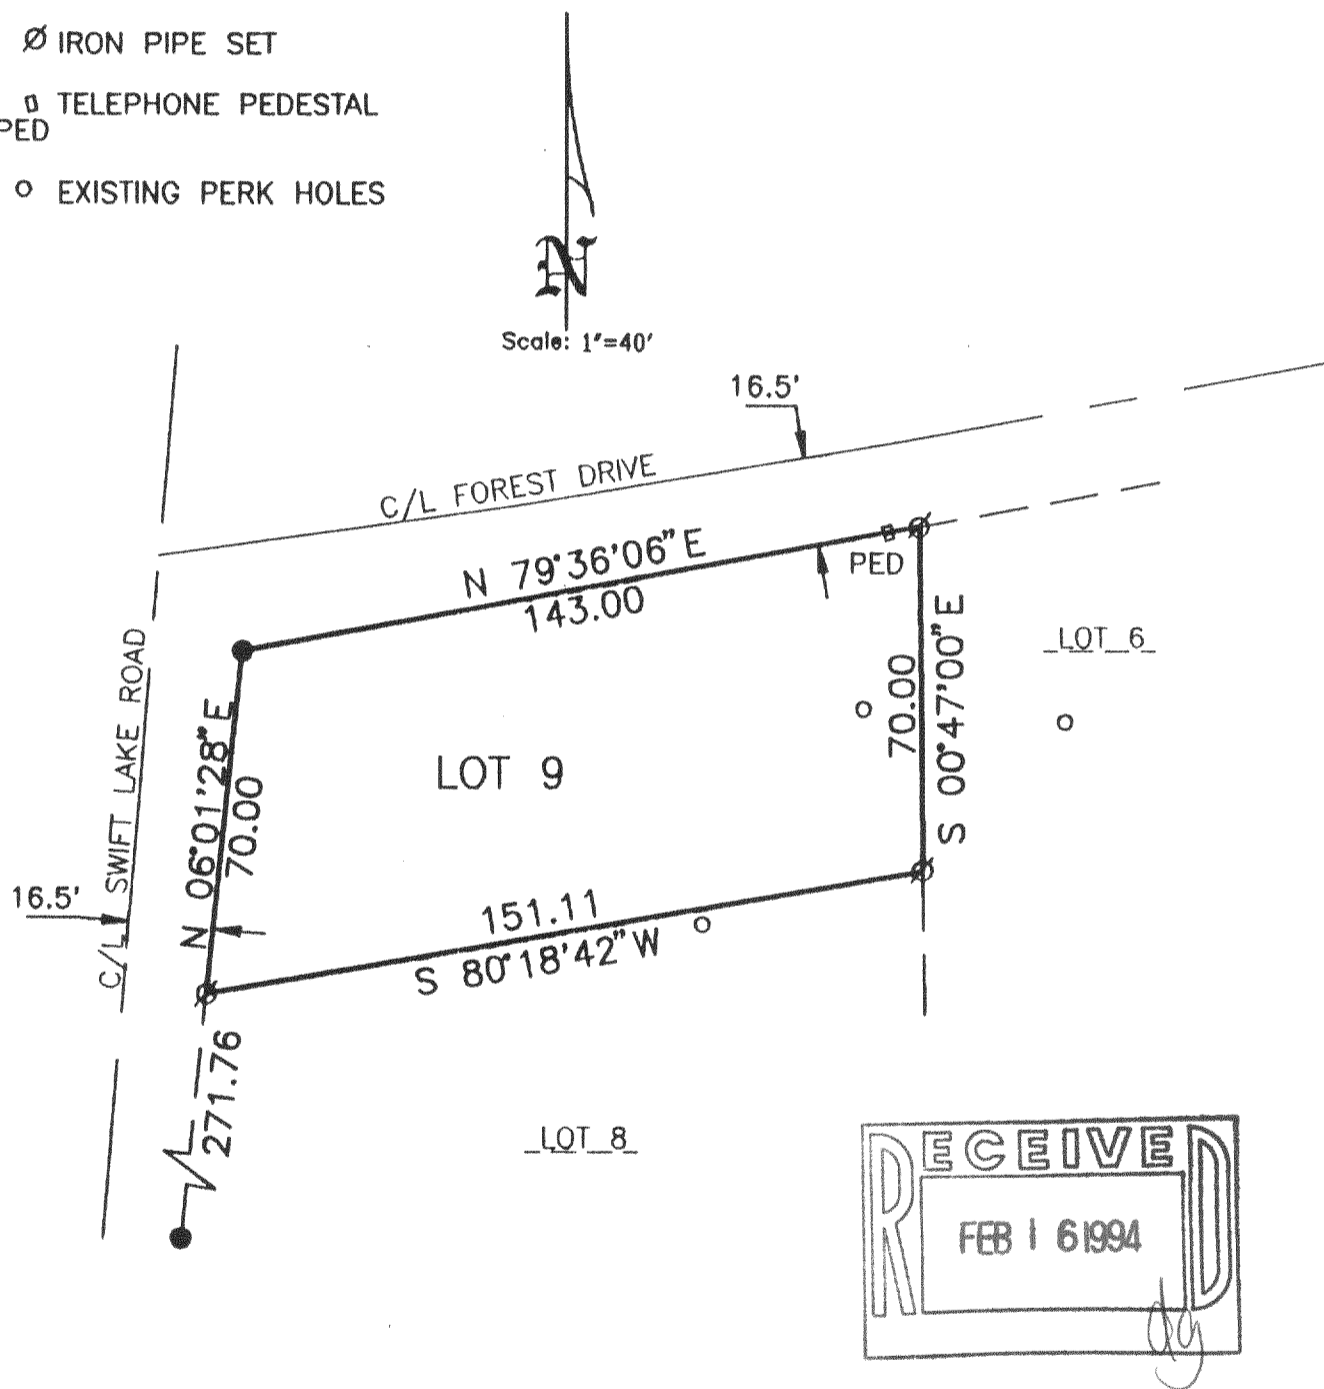 Ø IRON PIPE SET
TELEPHONE PEDESTAL
PED
EXISTING PERK HOLES
N
Scale: 1"=40'
16.5'
C/L FOREST DRIVE
N 79°36'06" E
143.00
PED
LOT 6
S 00°47'00" E
70.00
C/L SWIFT LAKE ROAD
N 06°01'28" E
70.00
LOT 9
16.5'
151.11
S 80°18'42" W
271.76
LOT 8
RECEIVED
FEB 16 1994